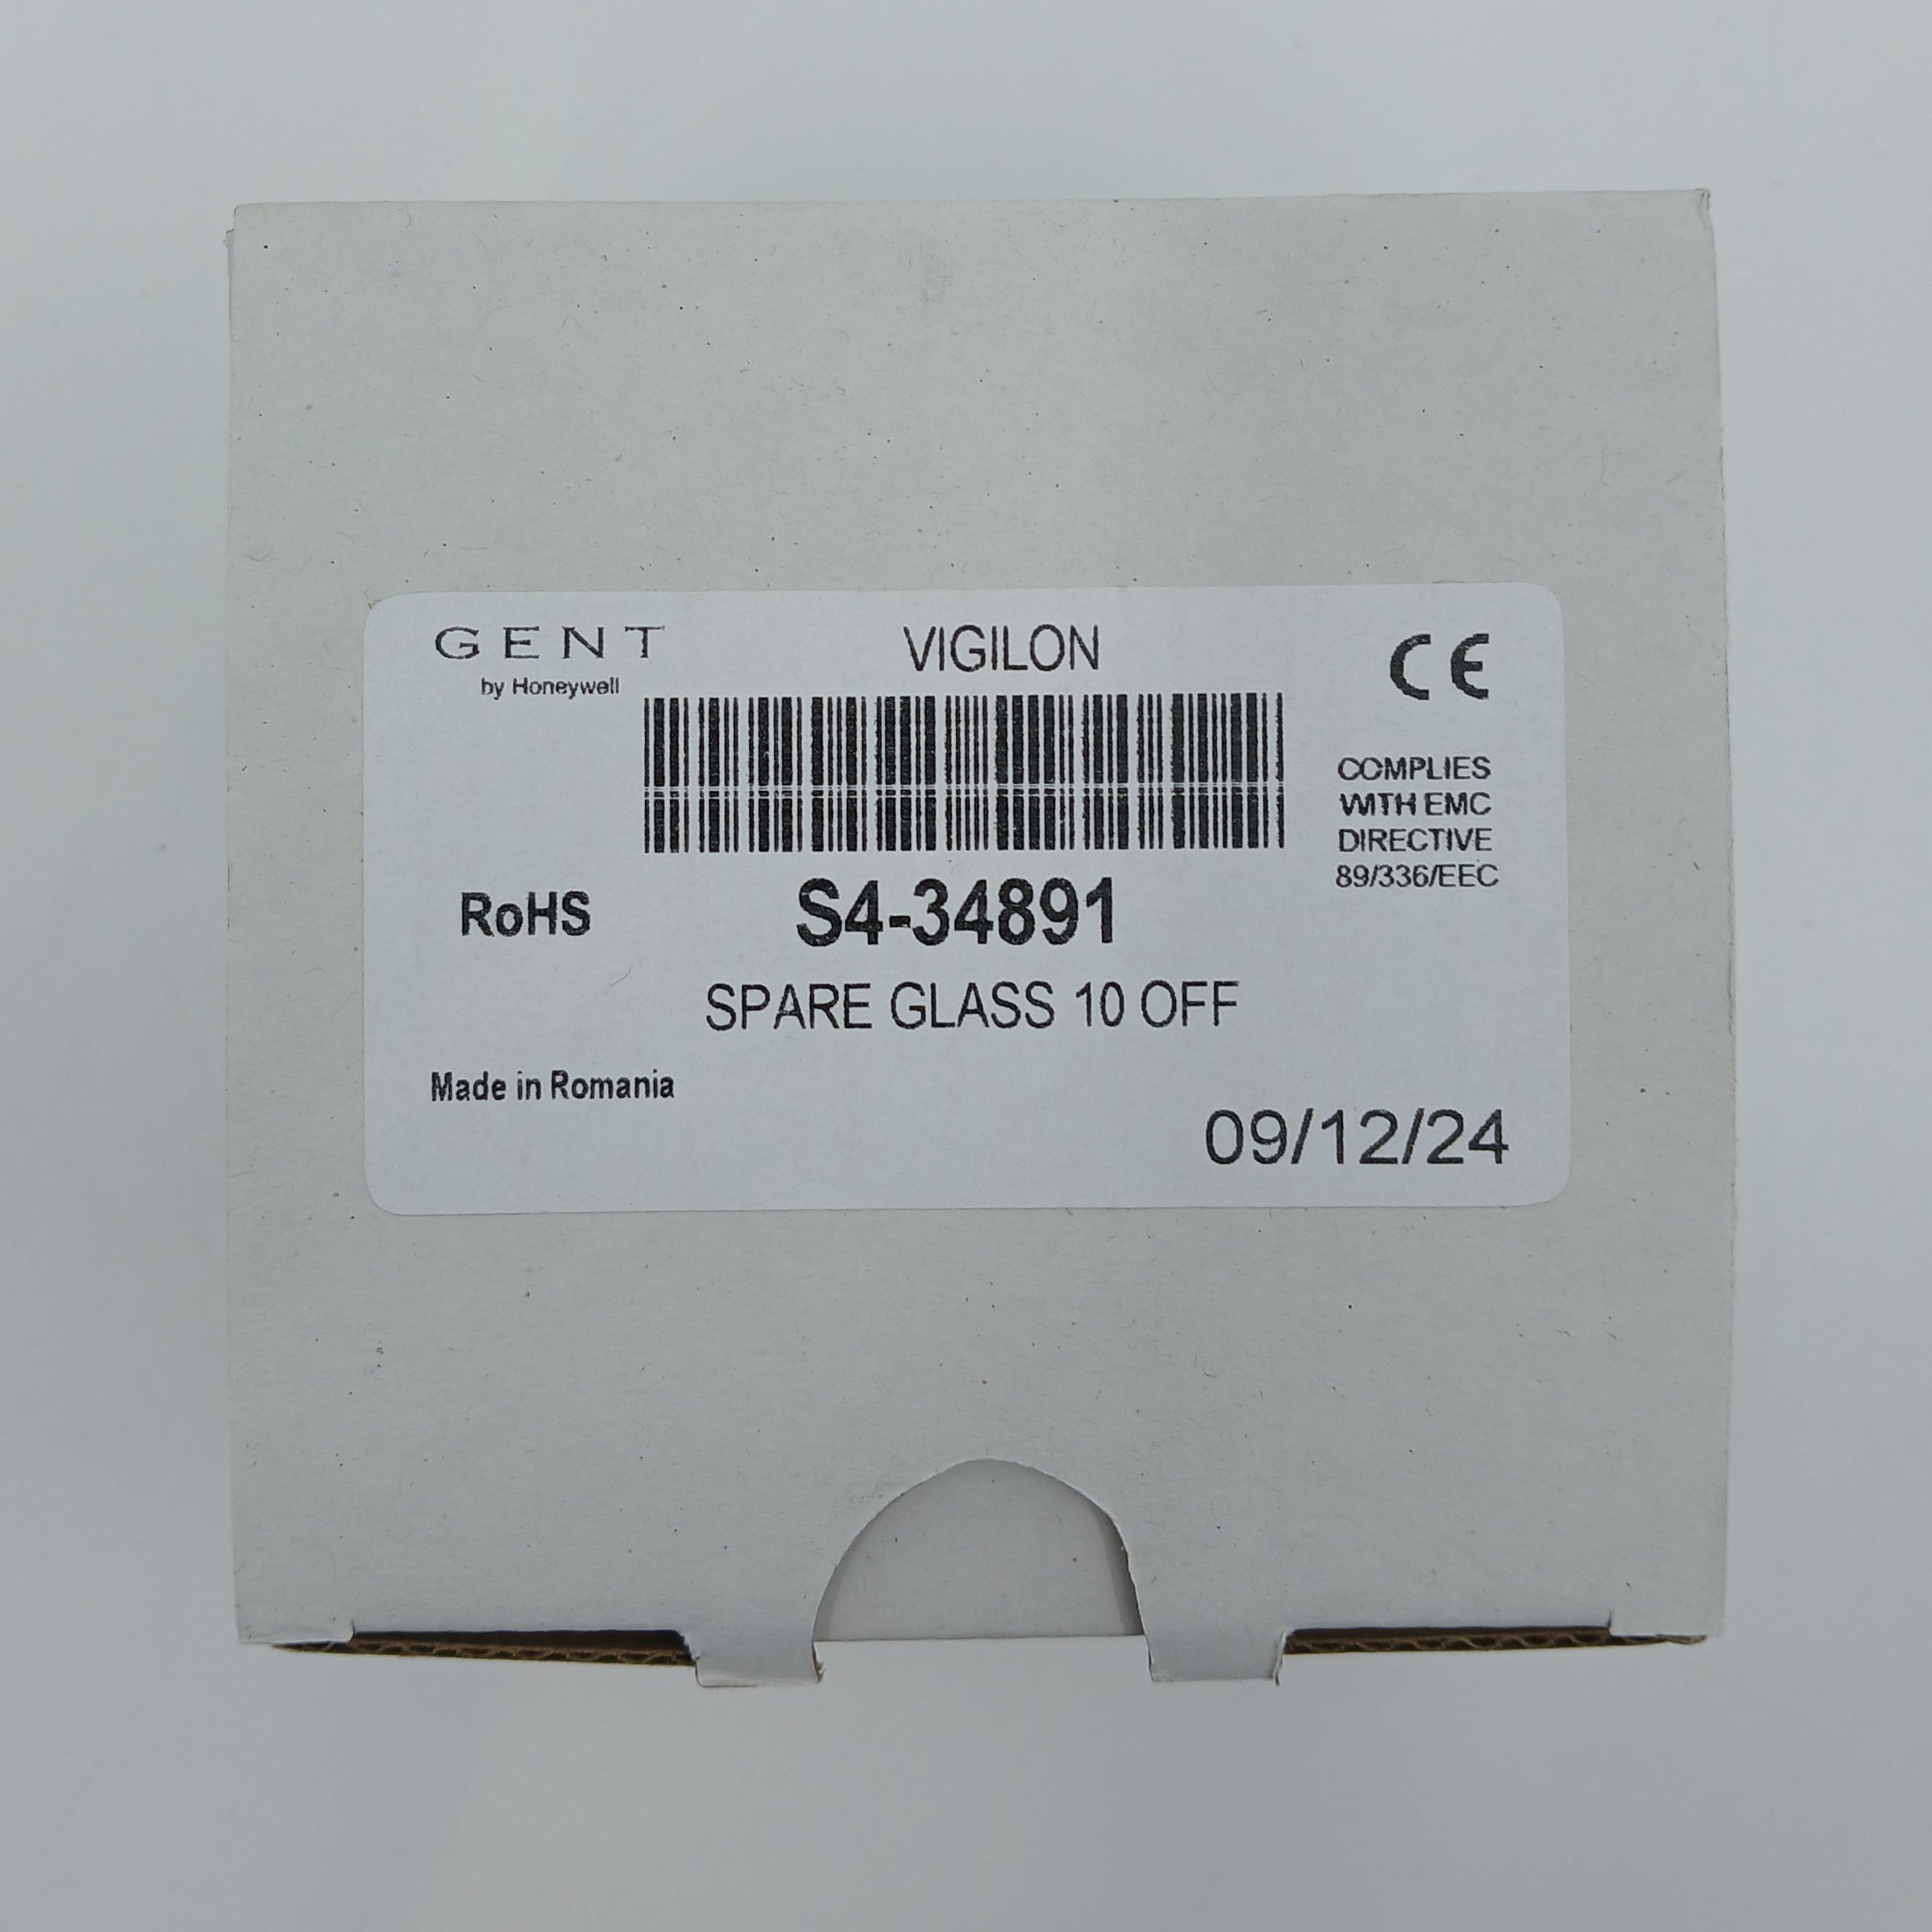 GENT
by Honeywell
VIGILON
CE
COMPLIES
WITH EMC
DIRECTIVE
89/336/EEC
RoHS
S4-34891
SPARE GLASS 10 OFF
Made in Romania
09/12/24